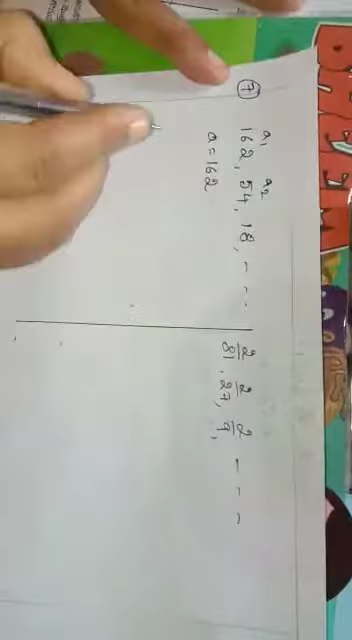 ⑦
a₁ a₂
162, 54, 18, - - -
a = 162
2/81, 2/27, 2/9, - - -